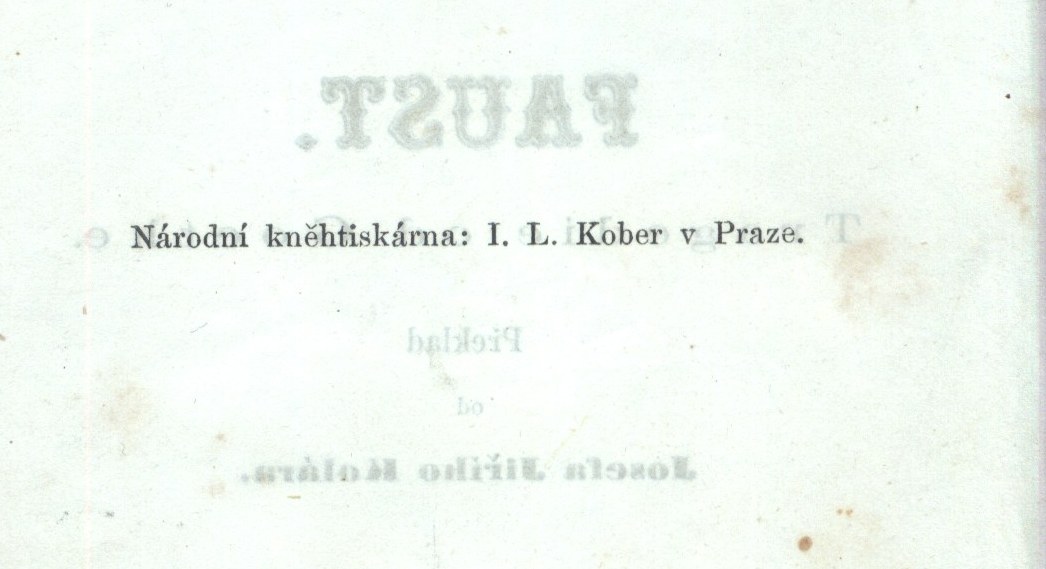 FAUST.
Národní kněhtiskárna: I. L. Kober v Praze.
Překlad
od
Josefa Jiřího Kolára.